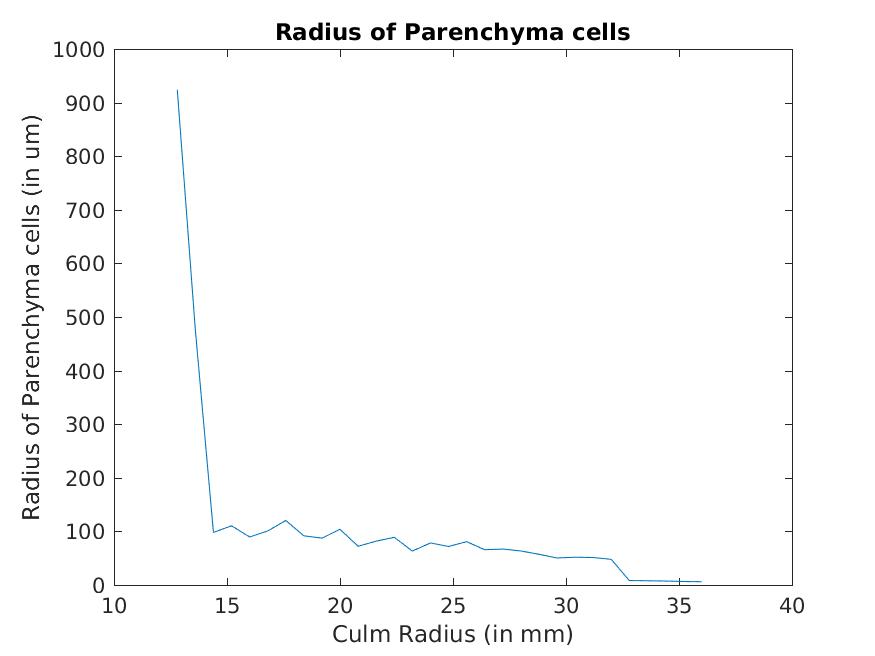 Radius of Parenchyma cells
1000
900
800
700
600
500
400
300
200
100
0
Radius of Parenchyma cells (in um)
10 15 20 25 30 35 40
Culm Radius (in mm)